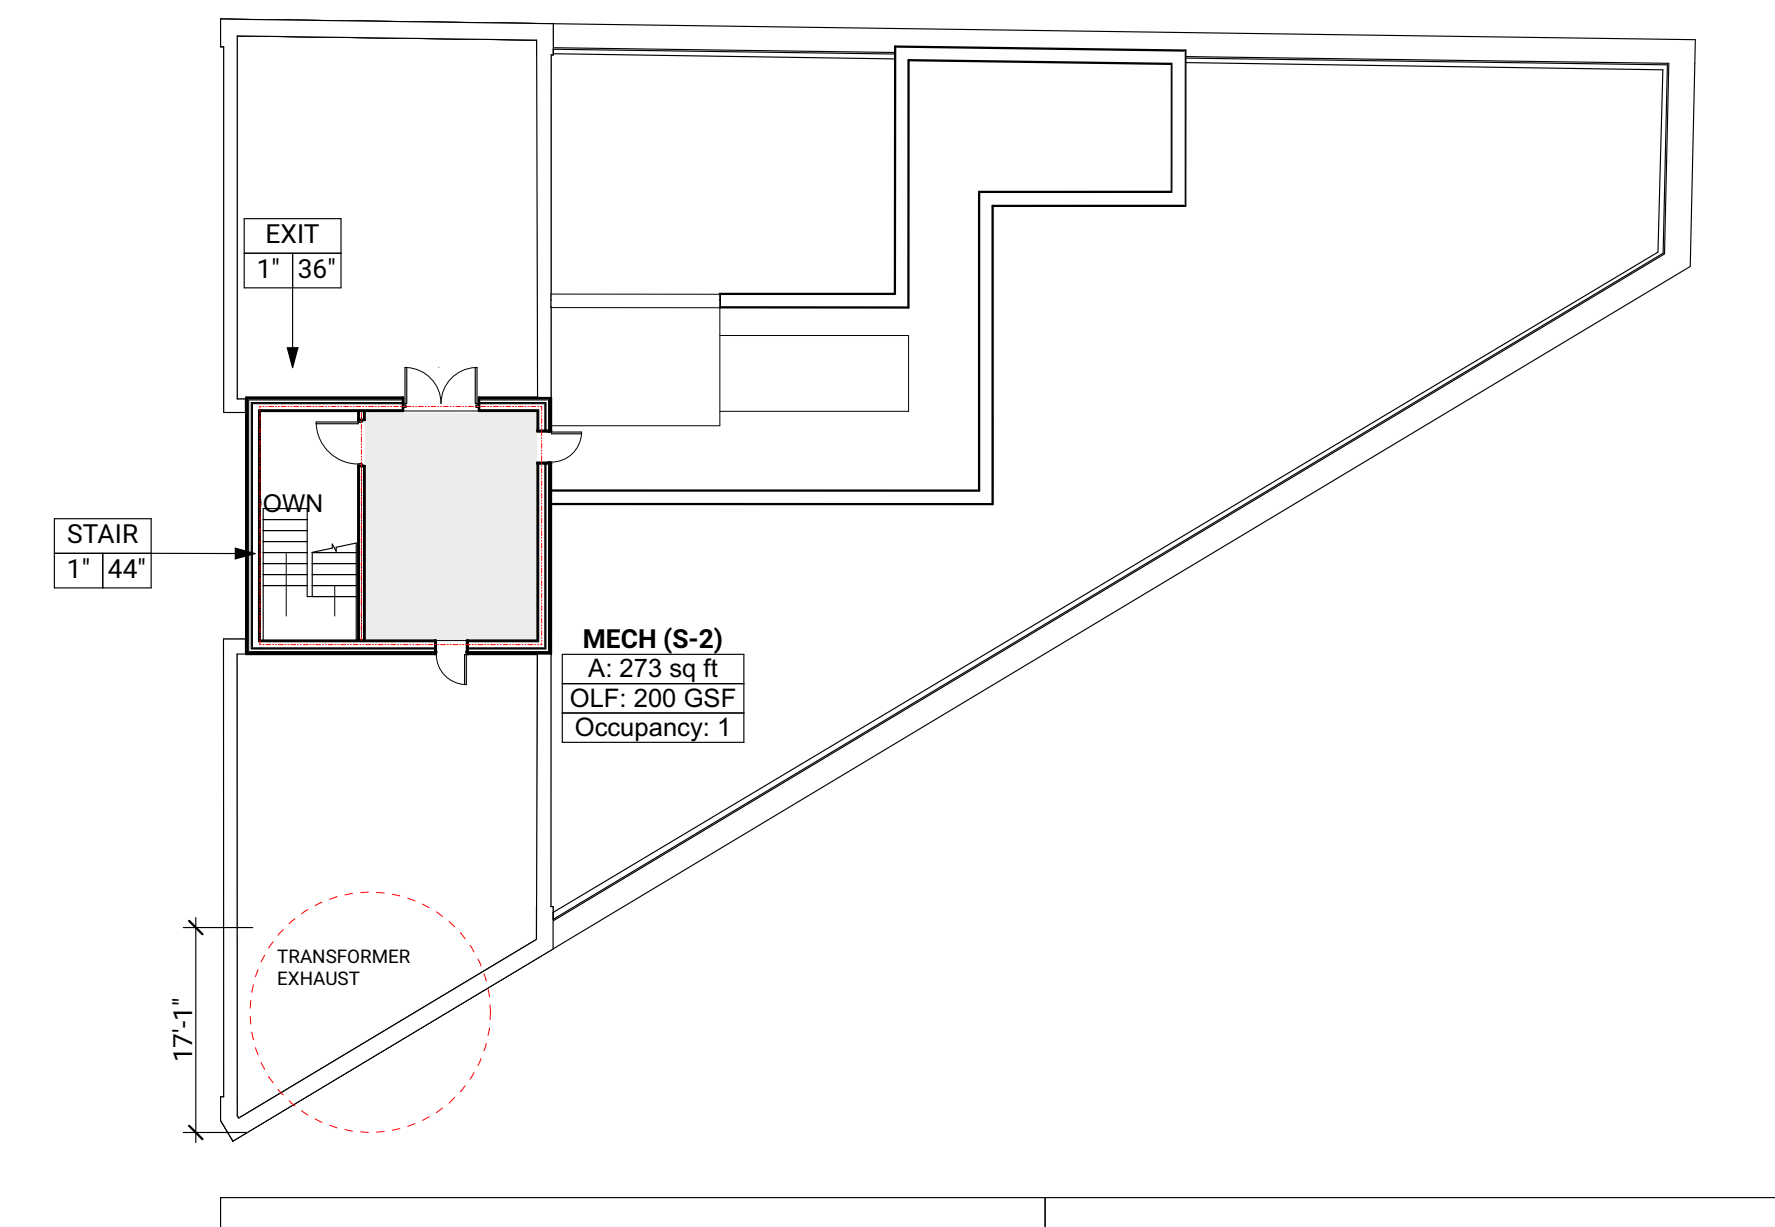 EXIT
1" 36"
OWN
STAIR
1" 44"
MECH (S-2)
A: 273 sq ft
OLF: 200 GSF
Occupancy: 1
TRANSFORMER
EXHAUST
17'-1"